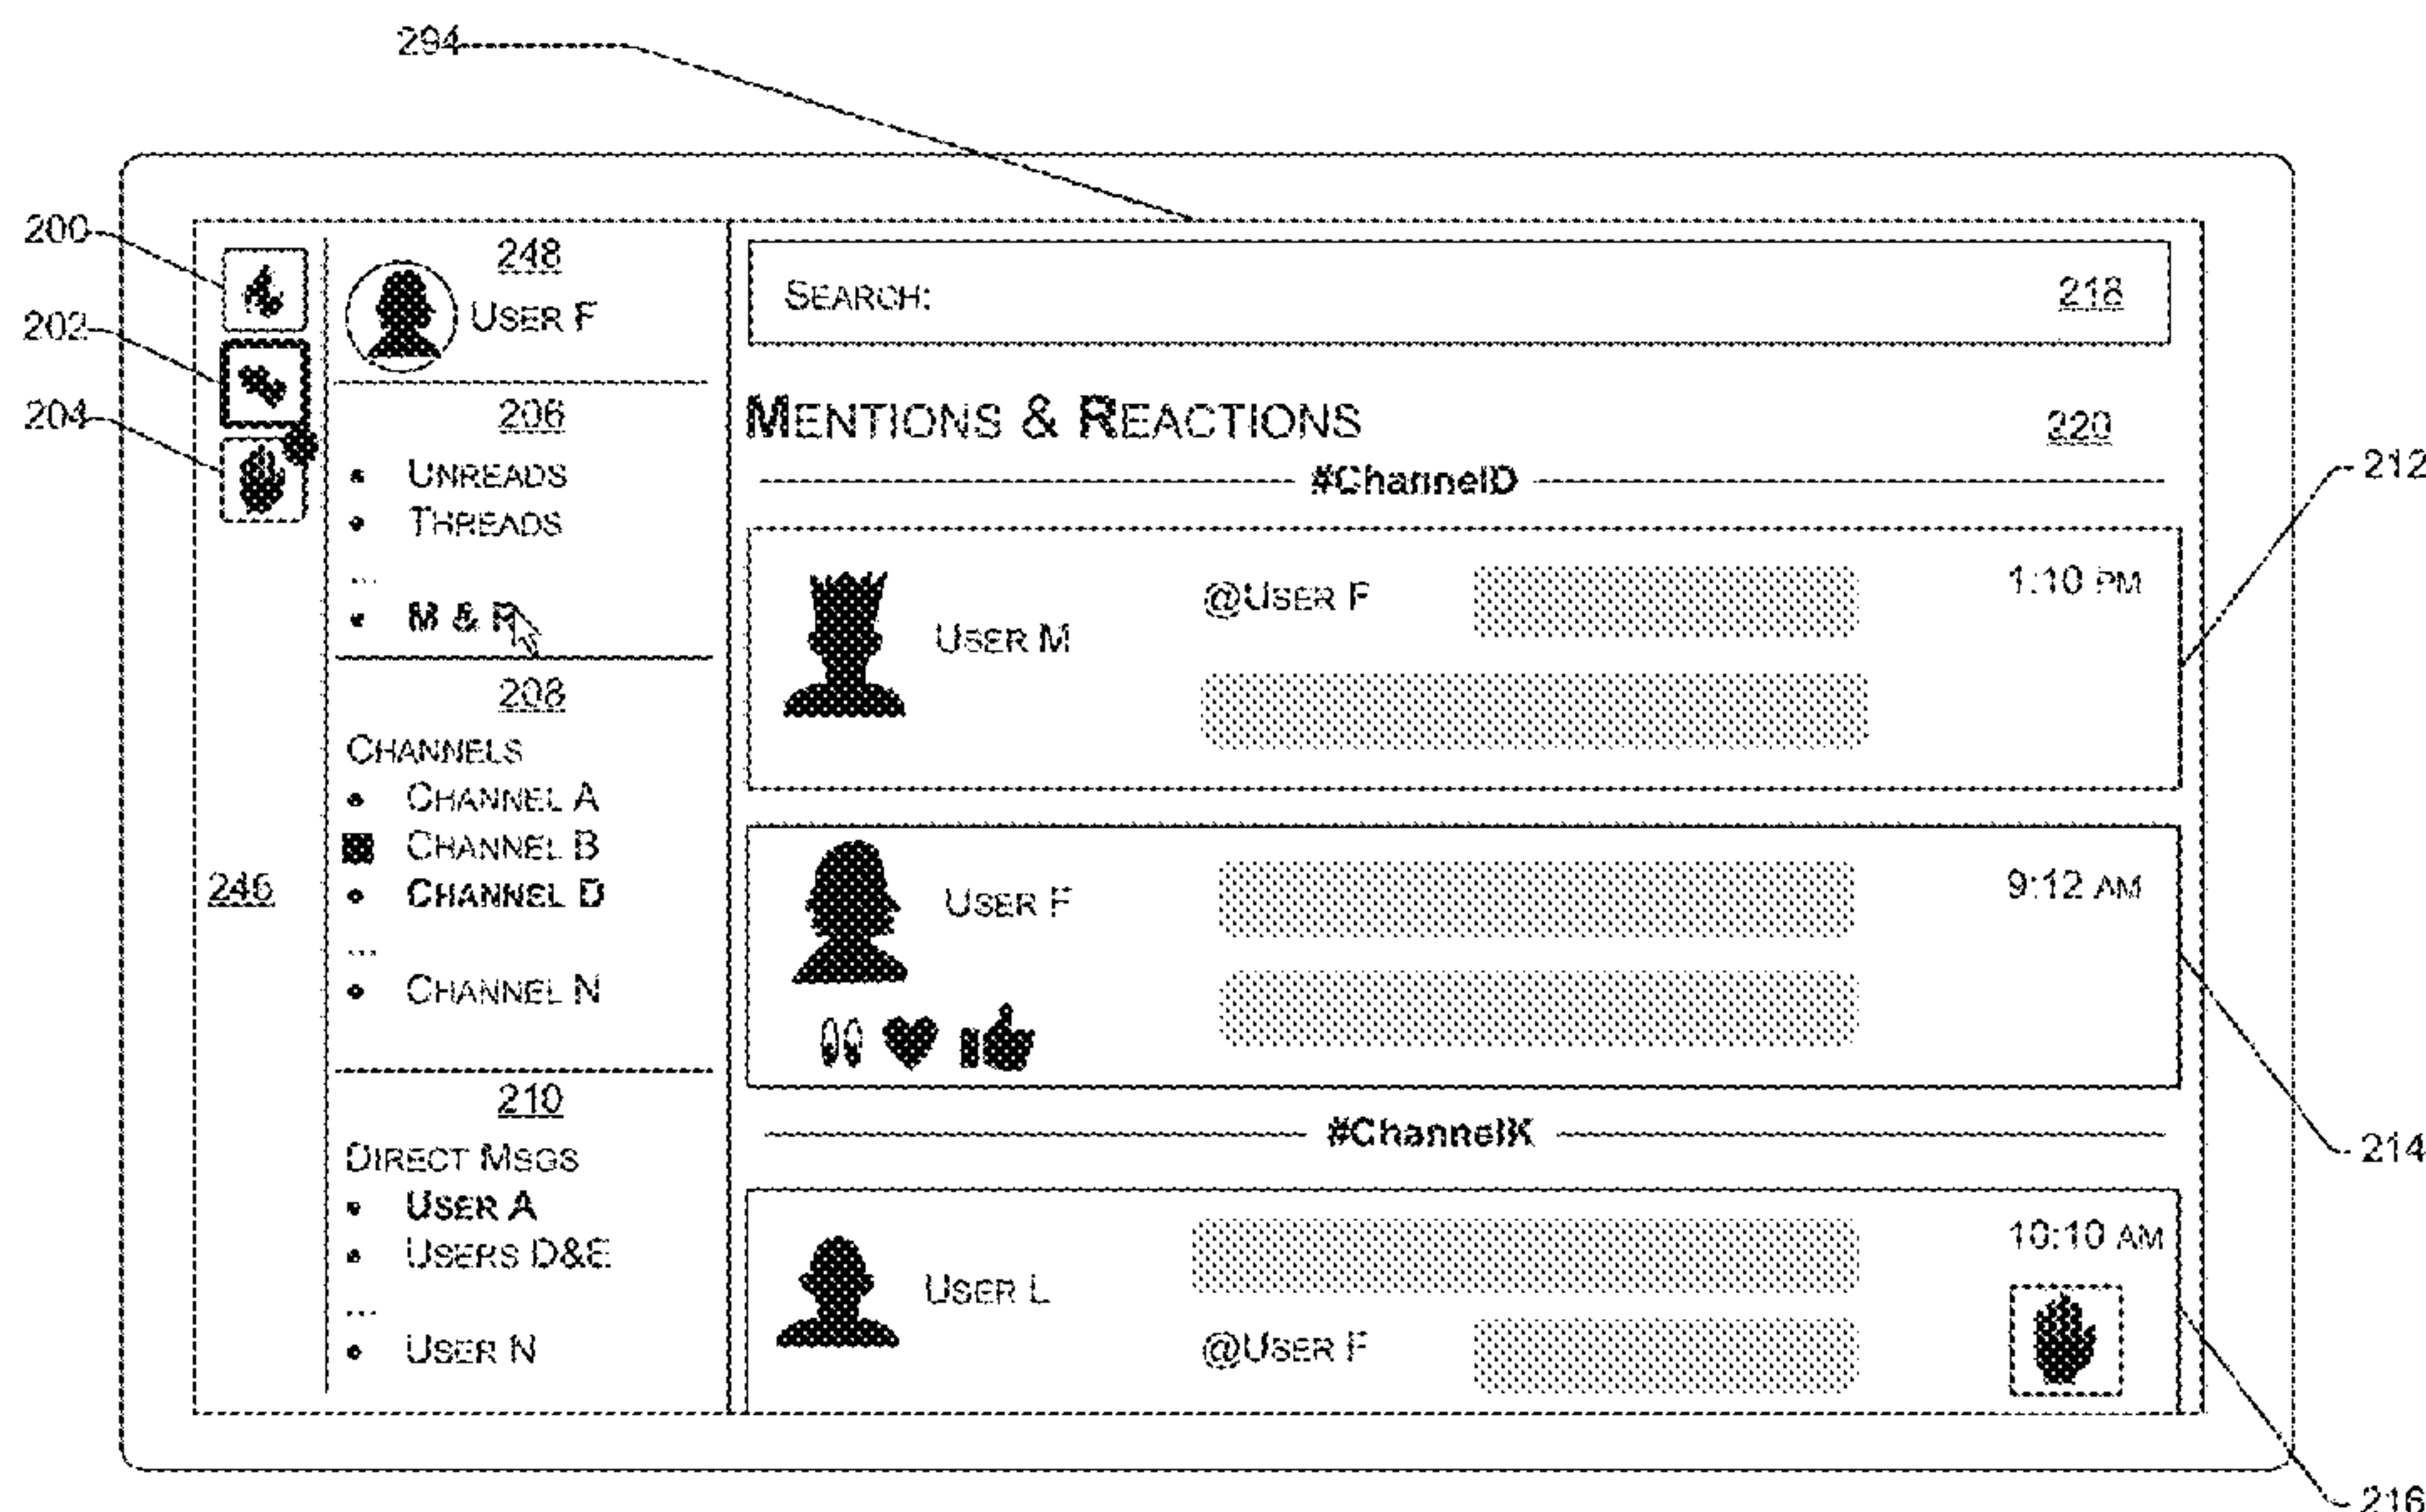 294
200
202
204
246
248
USER F
206
• UNREADS
• THREADS
...
• M & R
208
CHANNELS
• CHANNEL A
CHANNEL B
• CHANNEL D
...
• CHANNEL N
210
DIRECT MSGS
• USER A
• USERS D&E
...
• USER N
SEARCH: 218
MENTIONS & REACTIONS 220
#ChannelD
212
USER M @USER F 1:10 PM
USER F 9:12 AM
#ChannelK
214
10:10 AM
USER L
@USER F
216